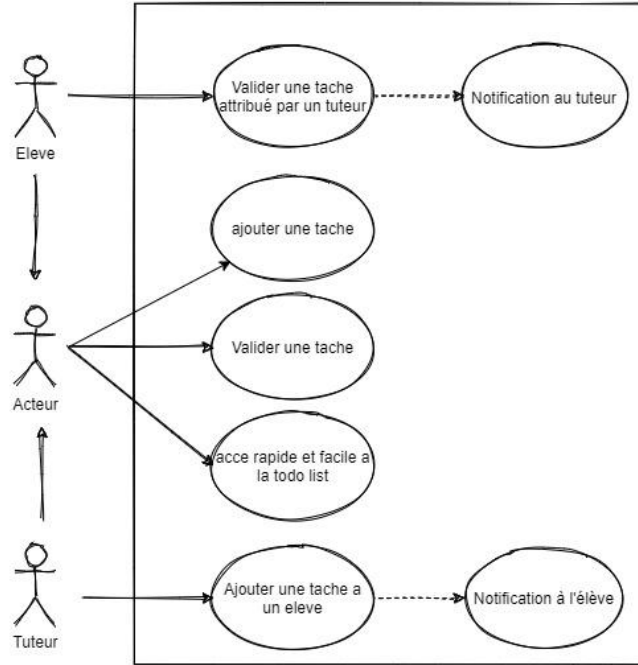 Valider une tache
attribué par un tuteur
Notification au tuteur
Eleve
ajouter une tache
Valider une tache
Acteur
acce rapide et facile a
la todo list
Ajouter une tache a
un eleve
Notification à l'élève
Tuteur